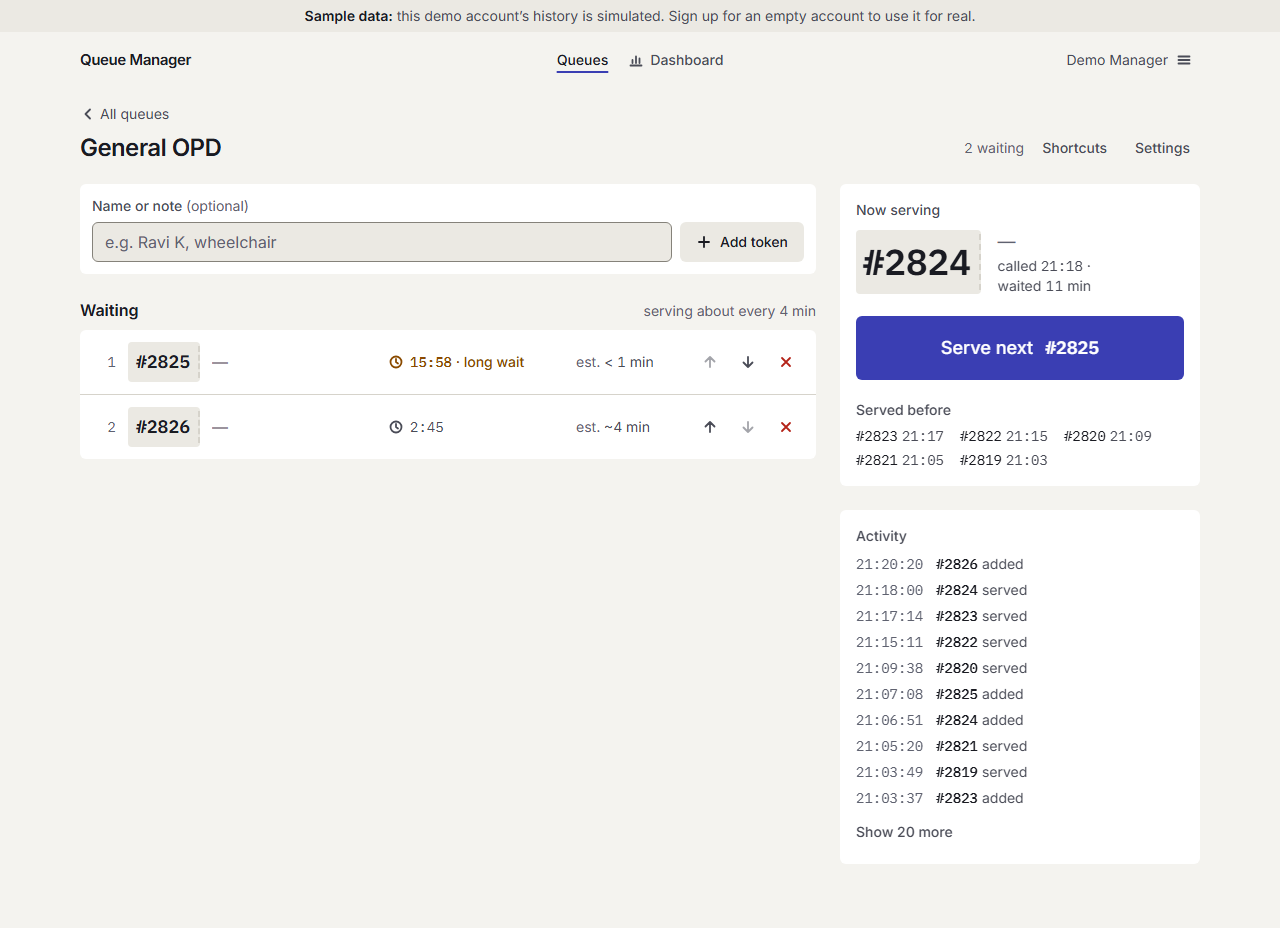 Sample data: this demo account’s history is simulated. Sign up for an empty account to use it for real.
Queue Manager
Queues
Dashboard
Demo Manager
All queues
General OPD
2 waiting
Shortcuts
Settings
Name or note (optional)
e.g. Ravi K, wheelchair
Add token
Waiting
serving about every 4 min
1 #2825 — 15:58 · long wait est. < 1 min
2 #2826 — 2:45 est. ~4 min
Now serving
#2824
—
called 21:18 ·
waited 11 min
Serve next #2825
Served before
#2823 21:17 #2822 21:15 #2820 21:09
#2821 21:05 #2819 21:03
Activity
21:20:20 #2826 added
21:18:00 #2824 served
21:17:14 #2823 served
21:15:11 #2822 served
21:09:38 #2820 served
21:07:08 #2825 added
21:06:51 #2824 added
21:05:20 #2821 served
21:03:49 #2819 served
21:03:37 #2823 added
Show 20 more